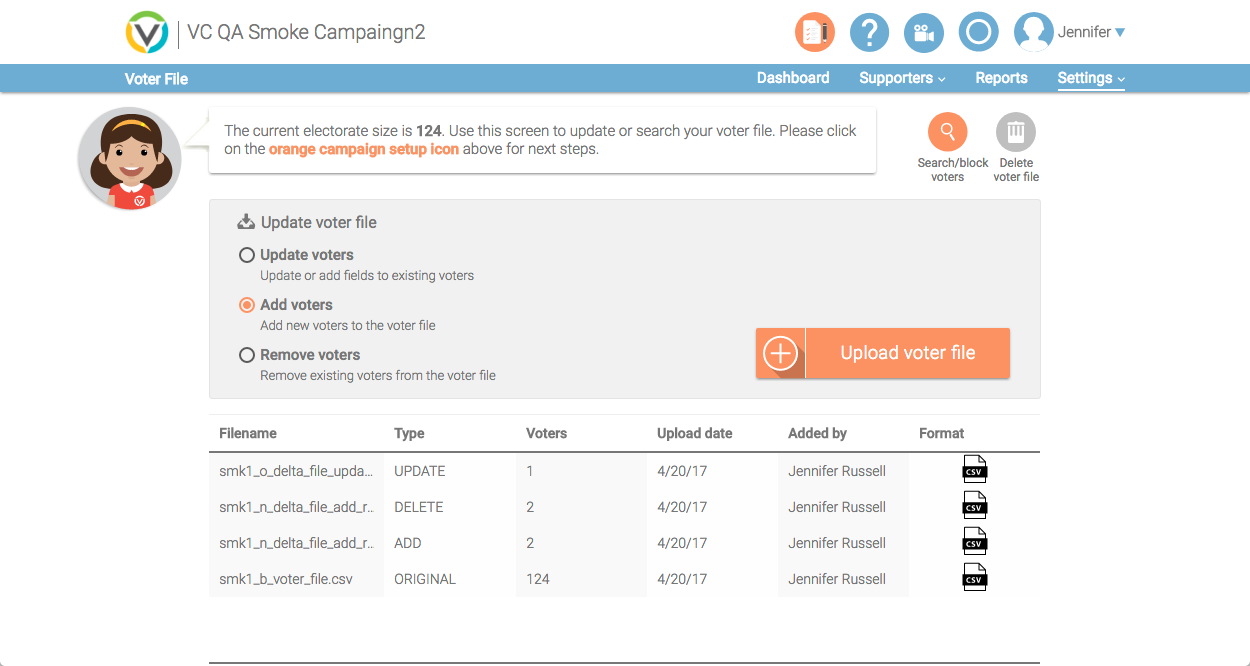 VC QA Smoke Campaingn2
Jennifer
Voter File
Dashboard
Supporters
Reports
Settings
The current electorate size is 124. Use this screen to update or search your voter file. Please click
on the orange campaign setup icon above for next steps.
Search/block
voters
Delete
voter file
Update voter file
Update voters
Update or add fields to existing voters
Add voters
Add new voters to the voter file
Remove voters
Remove existing voters from the voter file
Upload voter file
Filename Type Voters Upload date Added by Format
smk1_o_delta_file_upda... UPDATE 1 4/20/17 Jennifer Russell CSV
smk1_n_delta_file_add_r... DELETE 2 4/20/17 Jennifer Russell CSV
smk1_n_delta_file_add_r... ADD 2 4/20/17 Jennifer Russell CSV
smk1_b_voter_file.csv ORIGINAL 124 4/20/17 Jennifer Russell CSV